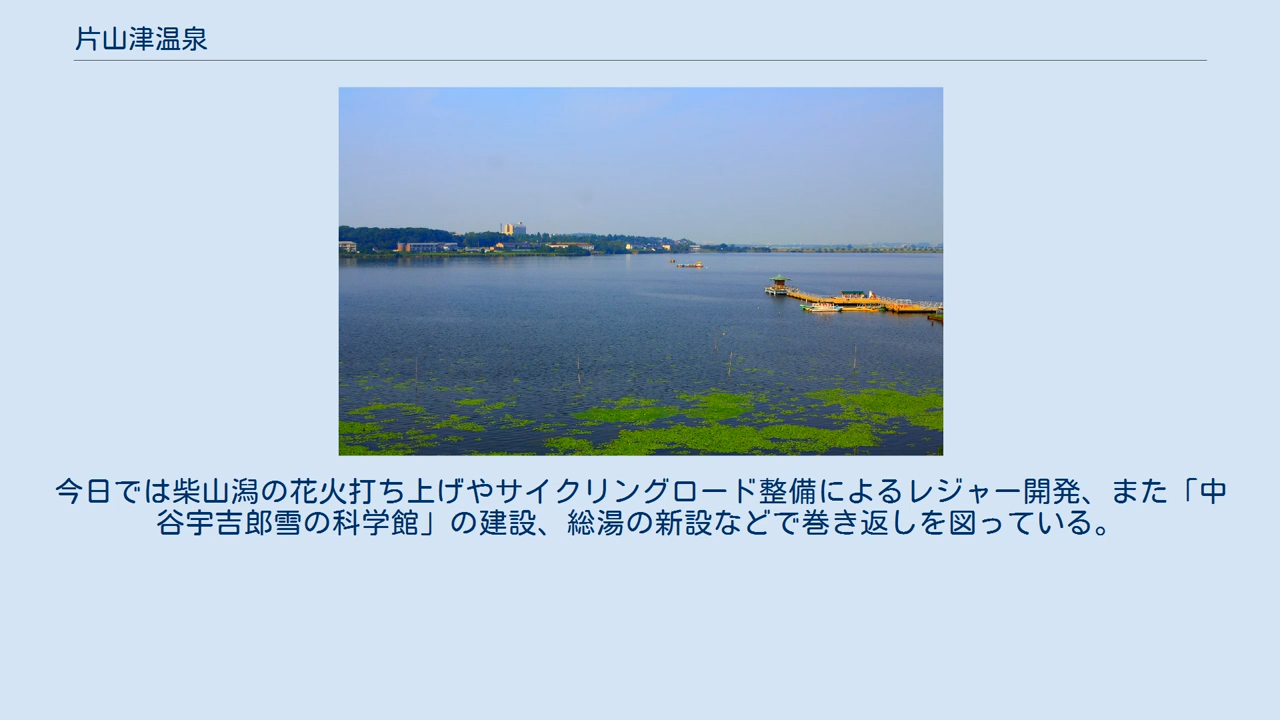 片山津温泉
今日では柴山潟の花火打ち上げやサイクリングロード整備によるレジャー開発、また「中
谷宇吉郎雪の科学館」の建設、総湯の新設などで巻き返しを図っている。